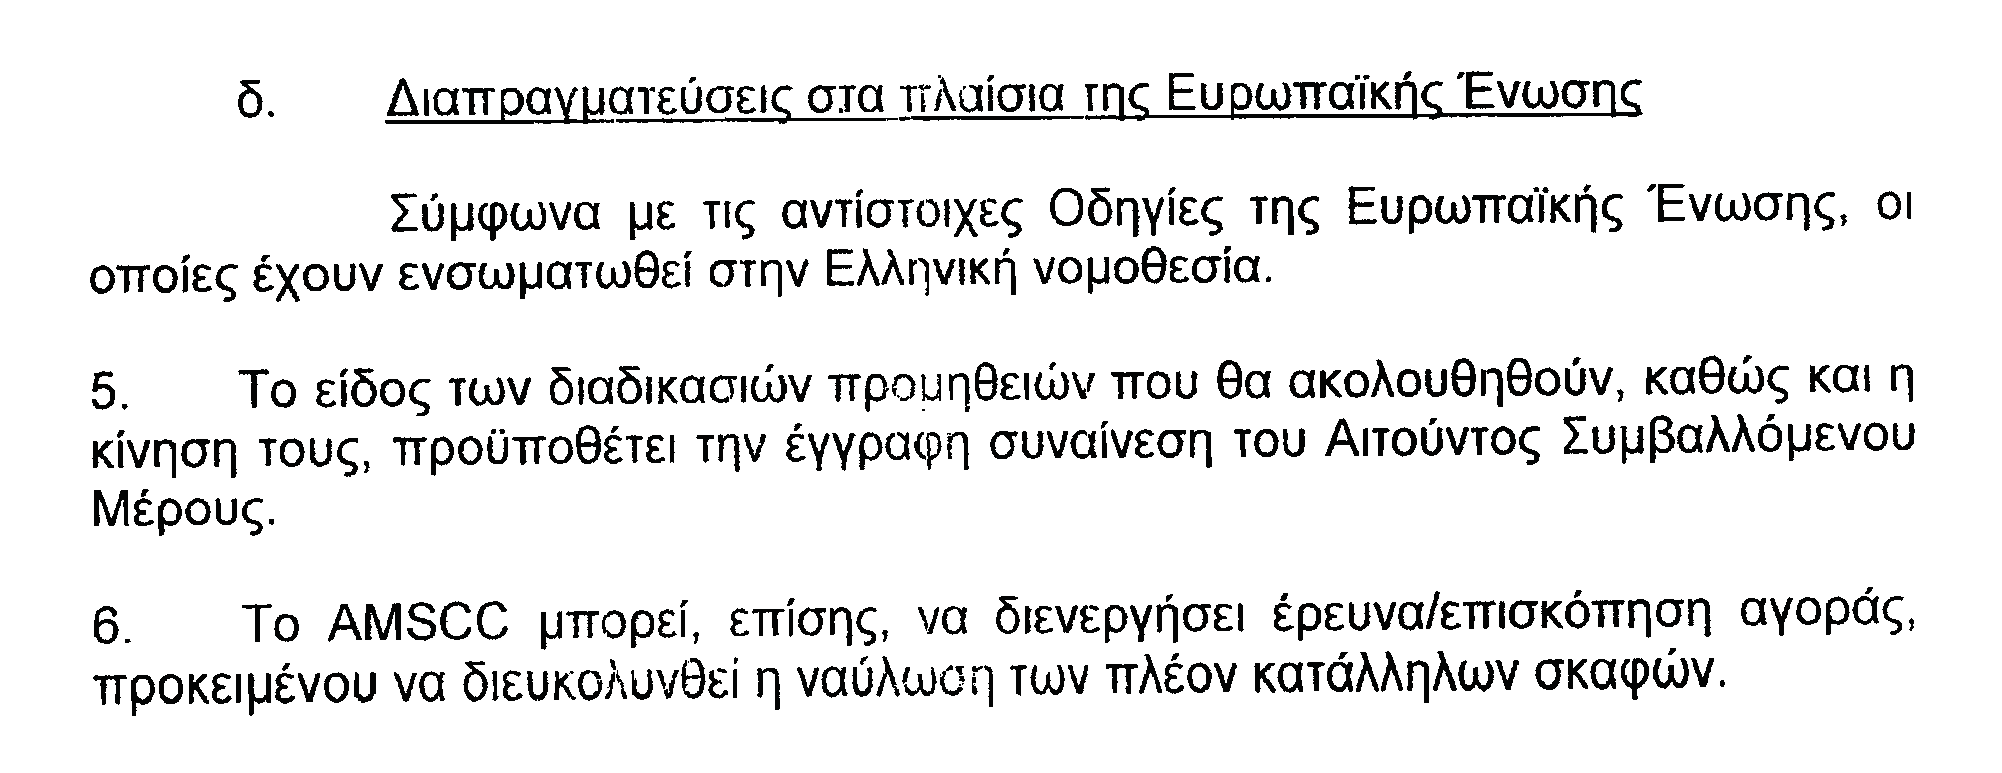 δ. Διαπραγματεύσεις στα πλαίσια της Ευρωπαϊκής Ένωσης
Σύμφωνα με τις αντίστοιχες Οδηγίες της Ευρωπαϊκής Ένωσης, οι
οποίες έχουν ενσωματωθεί στην Ελληνική νομοθεσία.
5. Το είδος των διαδικασιών προμηθειών που θα ακολουθηθούν, καθώς και η
κίνηση τους, προϋποθέτει την έγγραφη συναίνεση του Αιτούντος Συμβαλλόμενου
Μέρους.
6. Το AMSCC μπορεί, επίσης, να διενεργήσει έρευνα/επισκόπηση αγοράς,
προκειμένου να διευκολυνθεί η ναύλωση των πλέον κατάλληλων σκαφών.